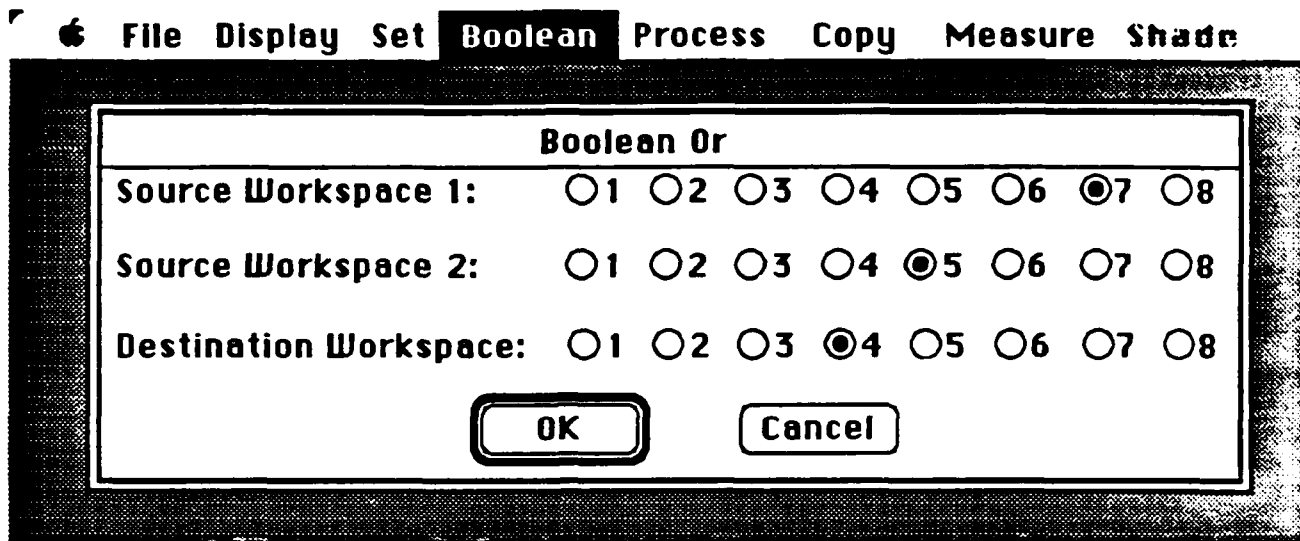 File Display Set Boolean Process Copy Measure Shade
Boolean Or
Source Workspace 1: 1 2 3 4 5 6 7 8
Source Workspace 2: 1 2 3 4 5 6 7 8
Destination Workspace: 1 2 3 4 5 6 7 8
OK Cancel